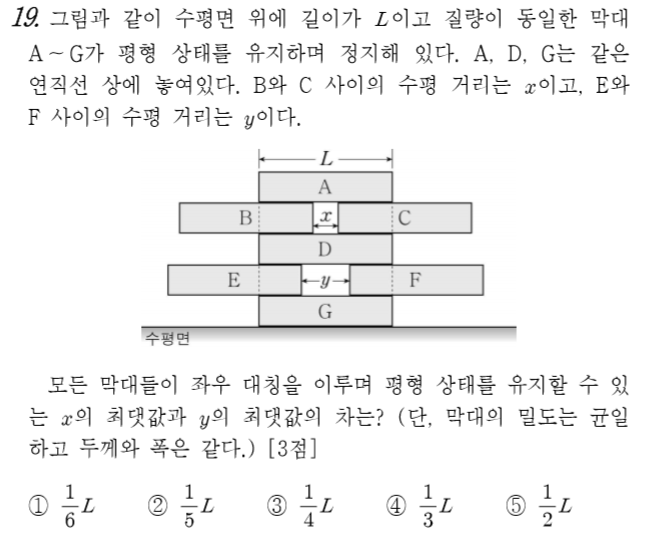 19. 그림과 같이 수평면 위에 길이가 L이고 질량이 동일한 막대
A ~ G가 평형 상태를 유지하며 정지해 있다. A, D, G는 같은
연직선 상에 놓여있다. B와 C 사이의 수평 거리는 x이고, E와
F 사이의 수평 거리는 y이다.
L
A
B x C
D
E y F
G
수평면
모든 막대들이 좌우 대칭을 이루며 평형 상태를 유지할 수 있
는 x의 최댓값과 y의 최댓값의 차는? (단, 막대의 밀도는 균일
하고 두께와 폭은 같다.) [3점]
① 1/6 L ② 1/5 L ③ 1/4 L ④ 1/3 L ⑤ 1/2 L